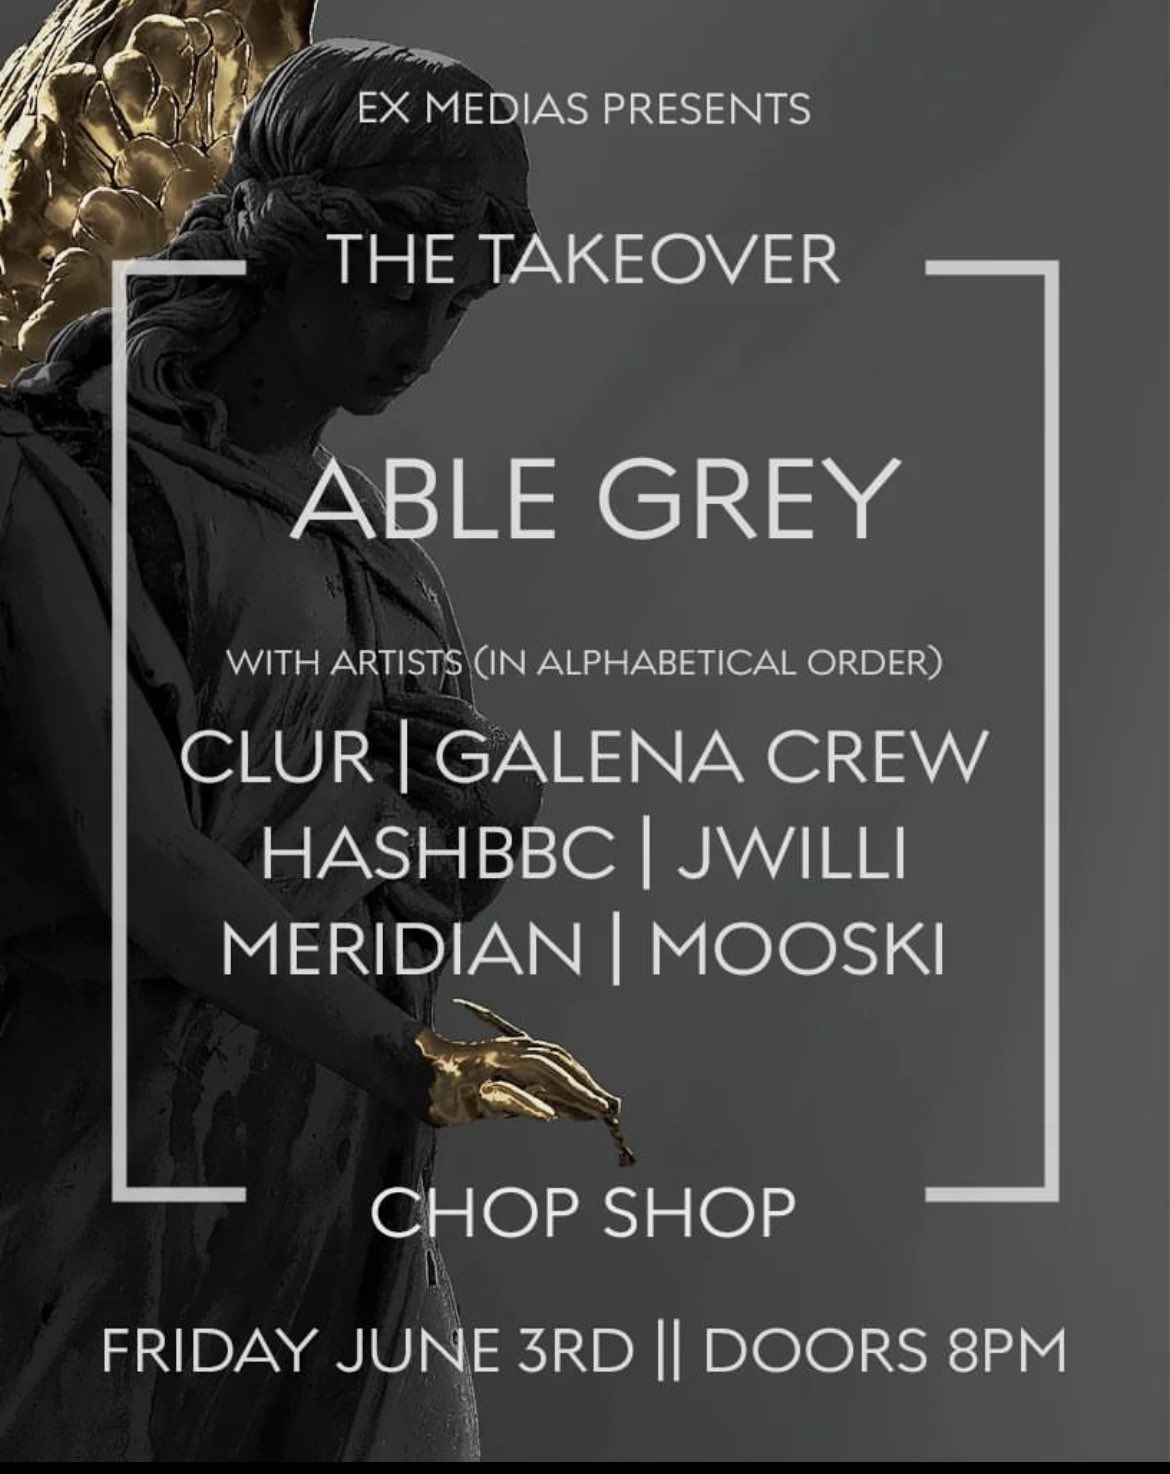 EX MEDIAS PRESENTS
THE TAKEOVER
ABLE GREY
WITH ARTISTS (IN ALPHABETICAL ORDER)
CLUR | GALENA CREW
HASHBBC | JWILLI
MERIDIAN | MOOSKI
CHOP SHOP
FRIDAY JUNE 3RD || DOORS 8PM